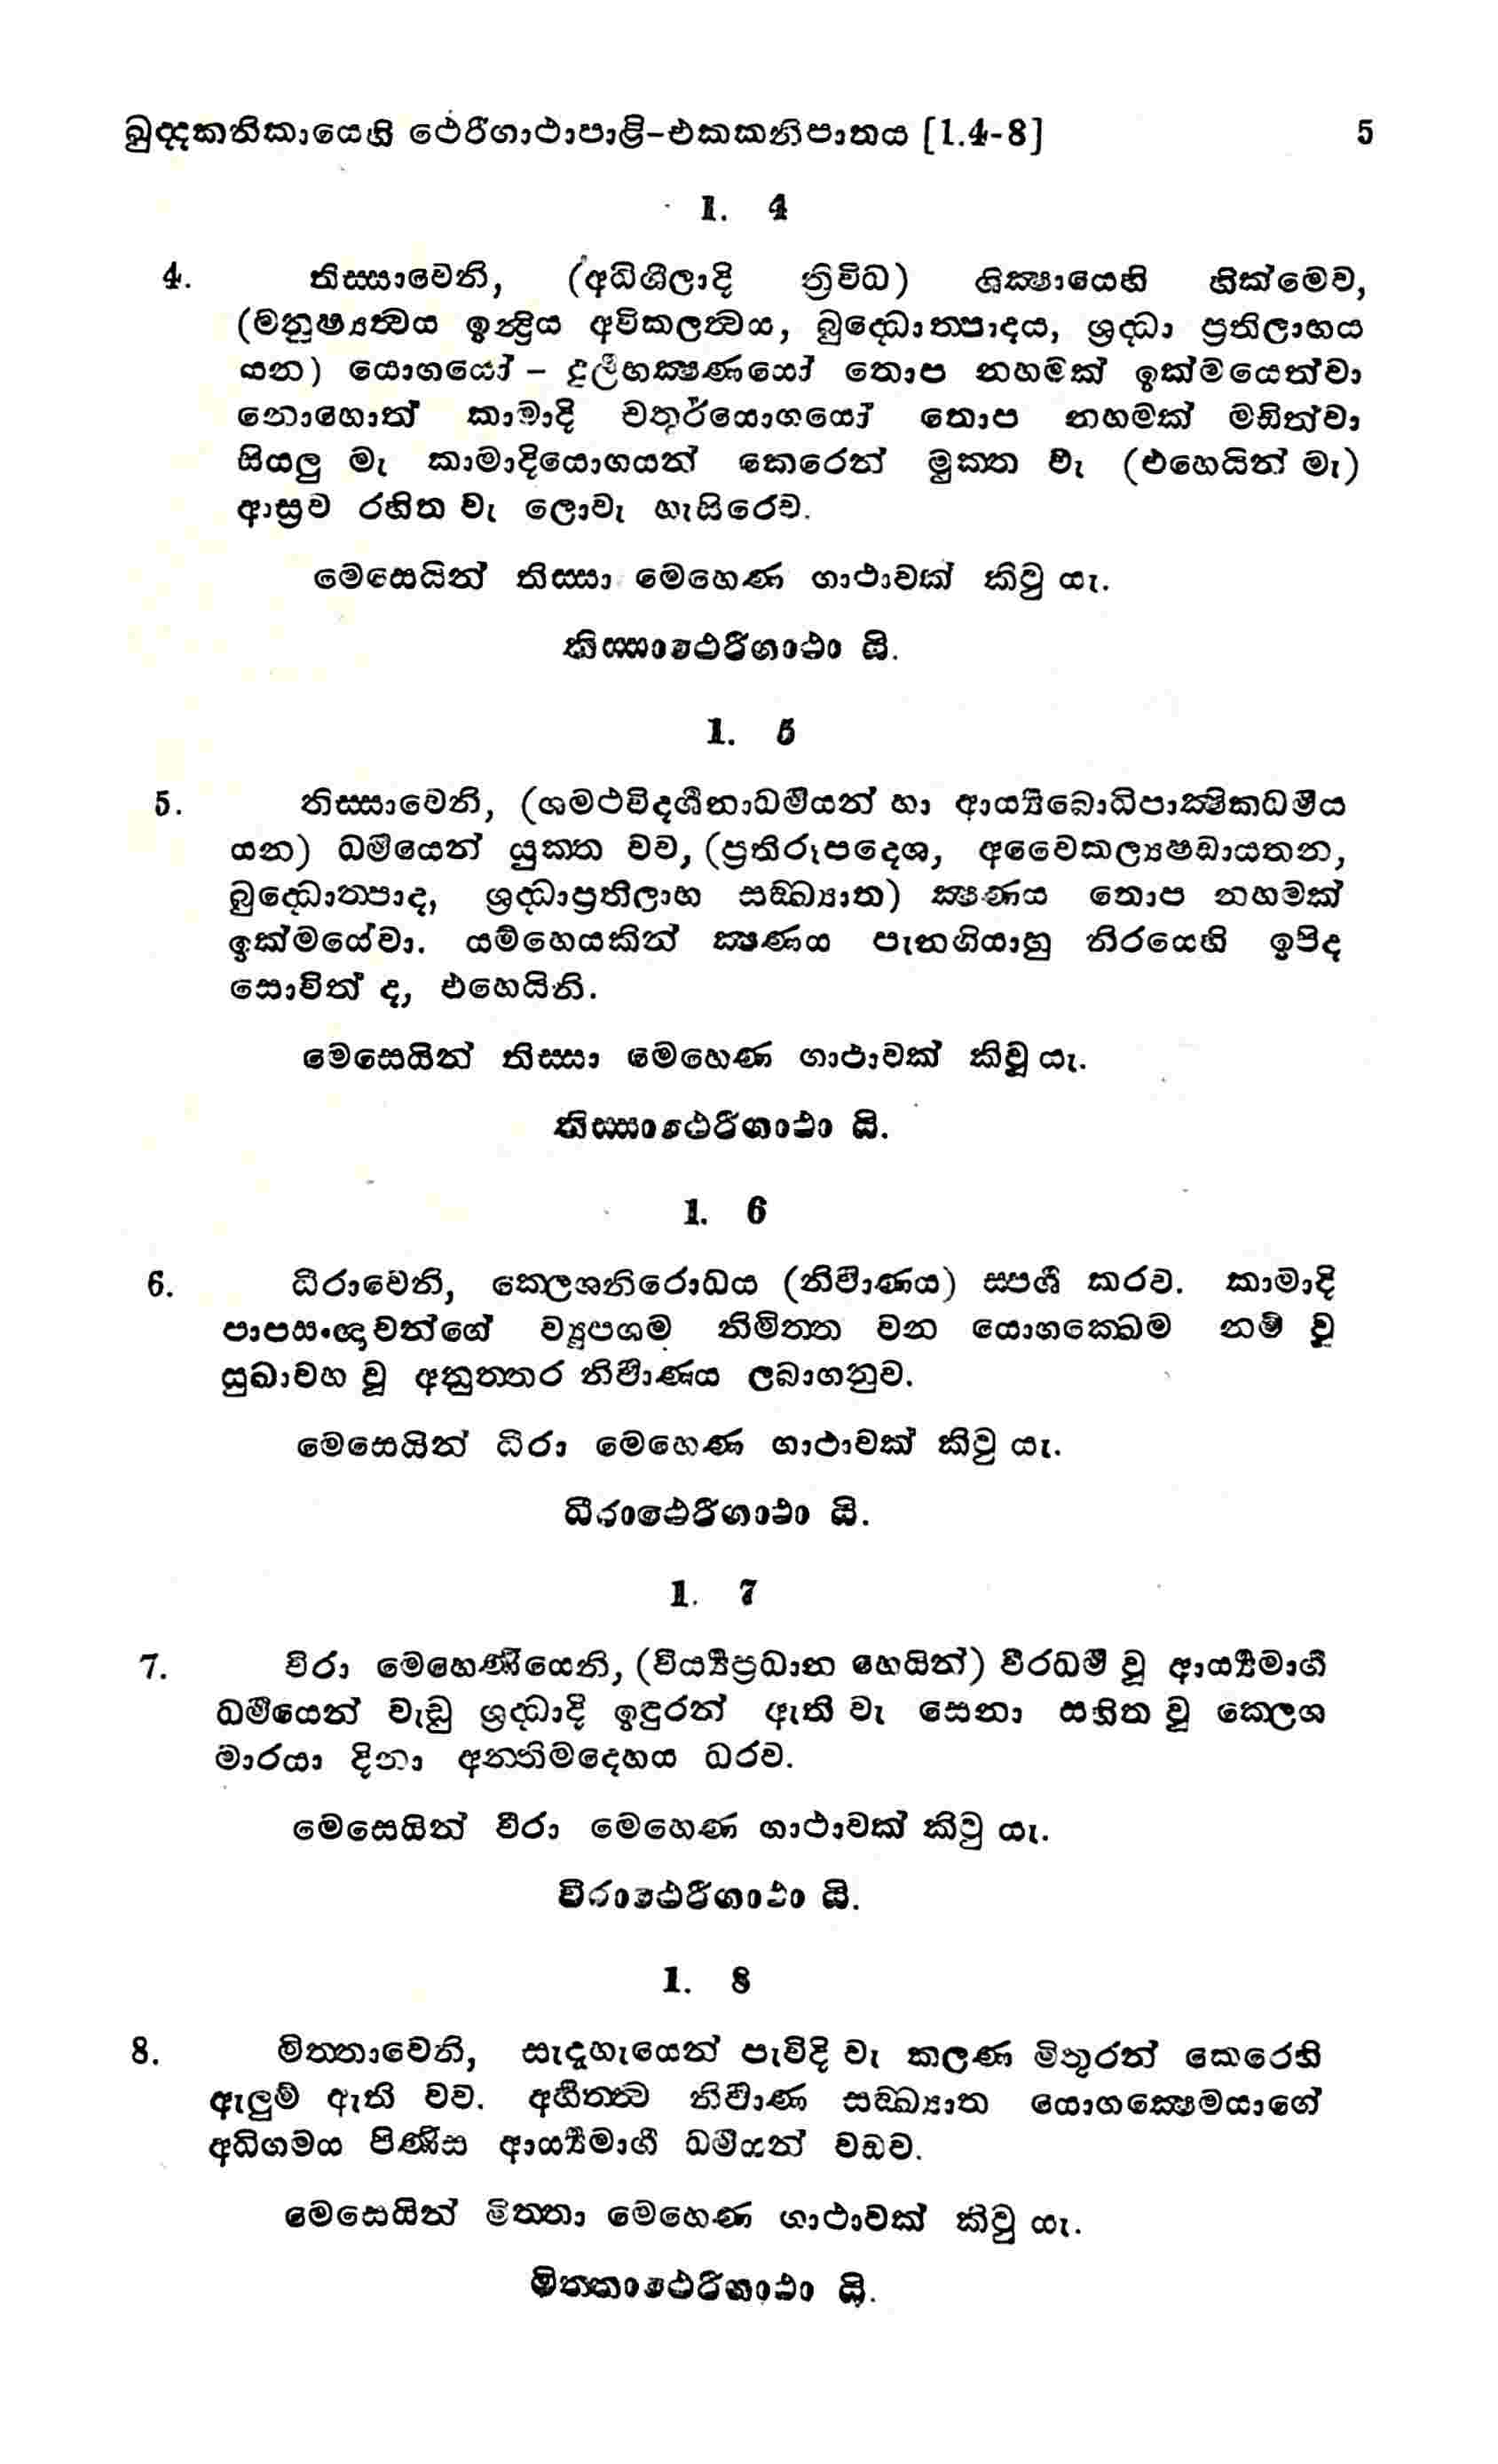 ඛුද්දකනිකායෙහි ථෙරීගාථාපාළි-එකකනිපාතය [1.4-8] 5
1. 4
4. තිස්සාවෙනි, (අධිශීලාදි ත්‍රිවිධ) ශික්‍ෂායෙහි හික්මෙව,
(මනුෂ්‍යත්‍වය ඉන්‍ද්‍රිය අවිකලත්‍වය, බුද්ධොත්පාදය, ශ්‍රද්ධා ප්‍රතිලාභය
යන) යොගයෝ - දුර්‍ලභක්‍ෂණයෝ තොප නහමක් ඉක්මයෙත්වා
නොහොත් කාමාදි චතුර්යොගයෝ තොප නහමක් මඩිත්වා
සියලු මැ කාමාදියොගයන් කෙරෙන් මුක්ත වැ (එහෙයින් මැ)
ආස්‍රව රහිත වැ ලොවැ හැසිරෙව.
මෙසෙයින් තිස්සා මෙහෙණ ගාථාවක් කිවු යැ.
තිස්සාථෙරීගාථා යි.
1. 5
5. තිස්සාවෙනි, (ශමථවිදර්‍ශනාධර්‍මයන් හා ආර්‍ය්‍යබොධිපාක්‍ෂිකධර්‍මය
යන) ධර්‍මයෙන් යුක්ත වව, (ප්‍රතිරූපදෙශ, අවෛකල්‍යෂඩායතන,
බුද්ධොත්පාද, ශ්‍රද්ධාප්‍රතිලාභ සඞ්ඛ්‍යාත) ක්‍ෂණය තොප නහමක්
ඉක්මයේවා. යම්හෙයකින් ක්‍ෂණය පැනගියාහු නිරයෙහි ඉපිද
සොවිත් ද, එහෙයිනි.
මෙසෙයින් තිස්සා මෙහෙණ ගාථාවක් කිවූ යැ.
තිස්සාථෙරීගාථා යි.
1. 6
6. ධීරාවෙනි, ක්ලෙශනිරොධය (නිර්‍වාණය) ස්පර්‍ශ කරව. කාමාදි
පාපසංඥාවන්ගේ ව්‍යූපශම නිමිත්ත වන යොගක්ඛෙම නම් වූ
සුඛාවහ වූ අනුත්තර නිර්‍වාණය ලබාගනුව.
මෙසෙයින් ධීරා මෙහෙණ ගාථාවක් කිවු යැ.
ධීරාථෙරීගාථා යි.
1. 7
7. වීරා මෙහෙණියෙනි, (වීර්‍ය්‍යප්‍රධාන හෙයින්) වීරධර්‍ම වූ ආර්‍ය්‍යමාර්‍ග
ධර්‍මයෙන් වැඩු ශ්‍රද්ධාදි ඉඳුරන් ඇති වැ සෙනා සහිත වූ ක්ලෙශ
මාරයා දිනා අන්තිමදෙහය ධරව.
මෙසෙයින් වීරා මෙහෙණ ගාථාවක් කිවු යැ.
වීරාථෙරීගාථා යි.
1. 8
8. මිත්තාවෙනි, සැදැහැයෙන් පැවිදි වැ කලණ මිතුරන් කෙරෙහි
ඇලුම් ඇති වව. අර්‍හත්ත්‍ව නිර්‍වාණ සඞ්ඛ්‍යාත යොගක්‍ෂෙමයාගේ
අධිගමය පිණිස ආර්‍ය්‍යමාර්‍ග ධර්‍මයන් වඩව.
මෙසෙයින් මිත්තා මෙහෙණ ගාථාවක් කිවු යැ.
මිත්තාථෙරීගාථා යි.